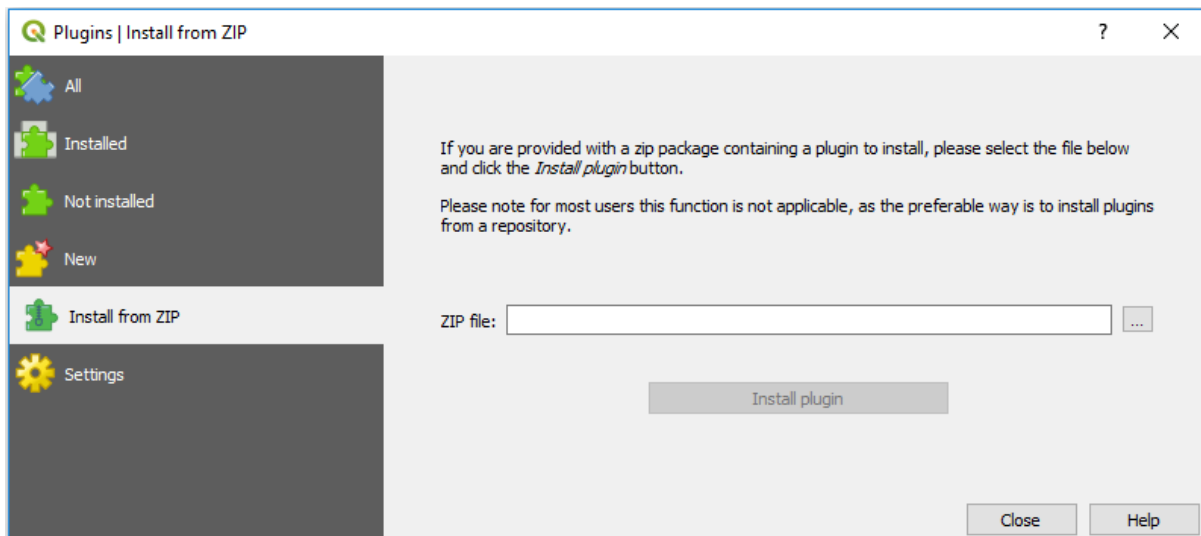 Plugins | Install from ZIP
?
All
Installed
Not installed
New
Install from ZIP
Settings
If you are provided with a zip package containing a plugin to install, please select the file below
and click the Install plugin button.
Please note for most users this function is not applicable, as the preferable way is to install plugins
from a repository.
ZIP file:
...
Install plugin
Close
Help